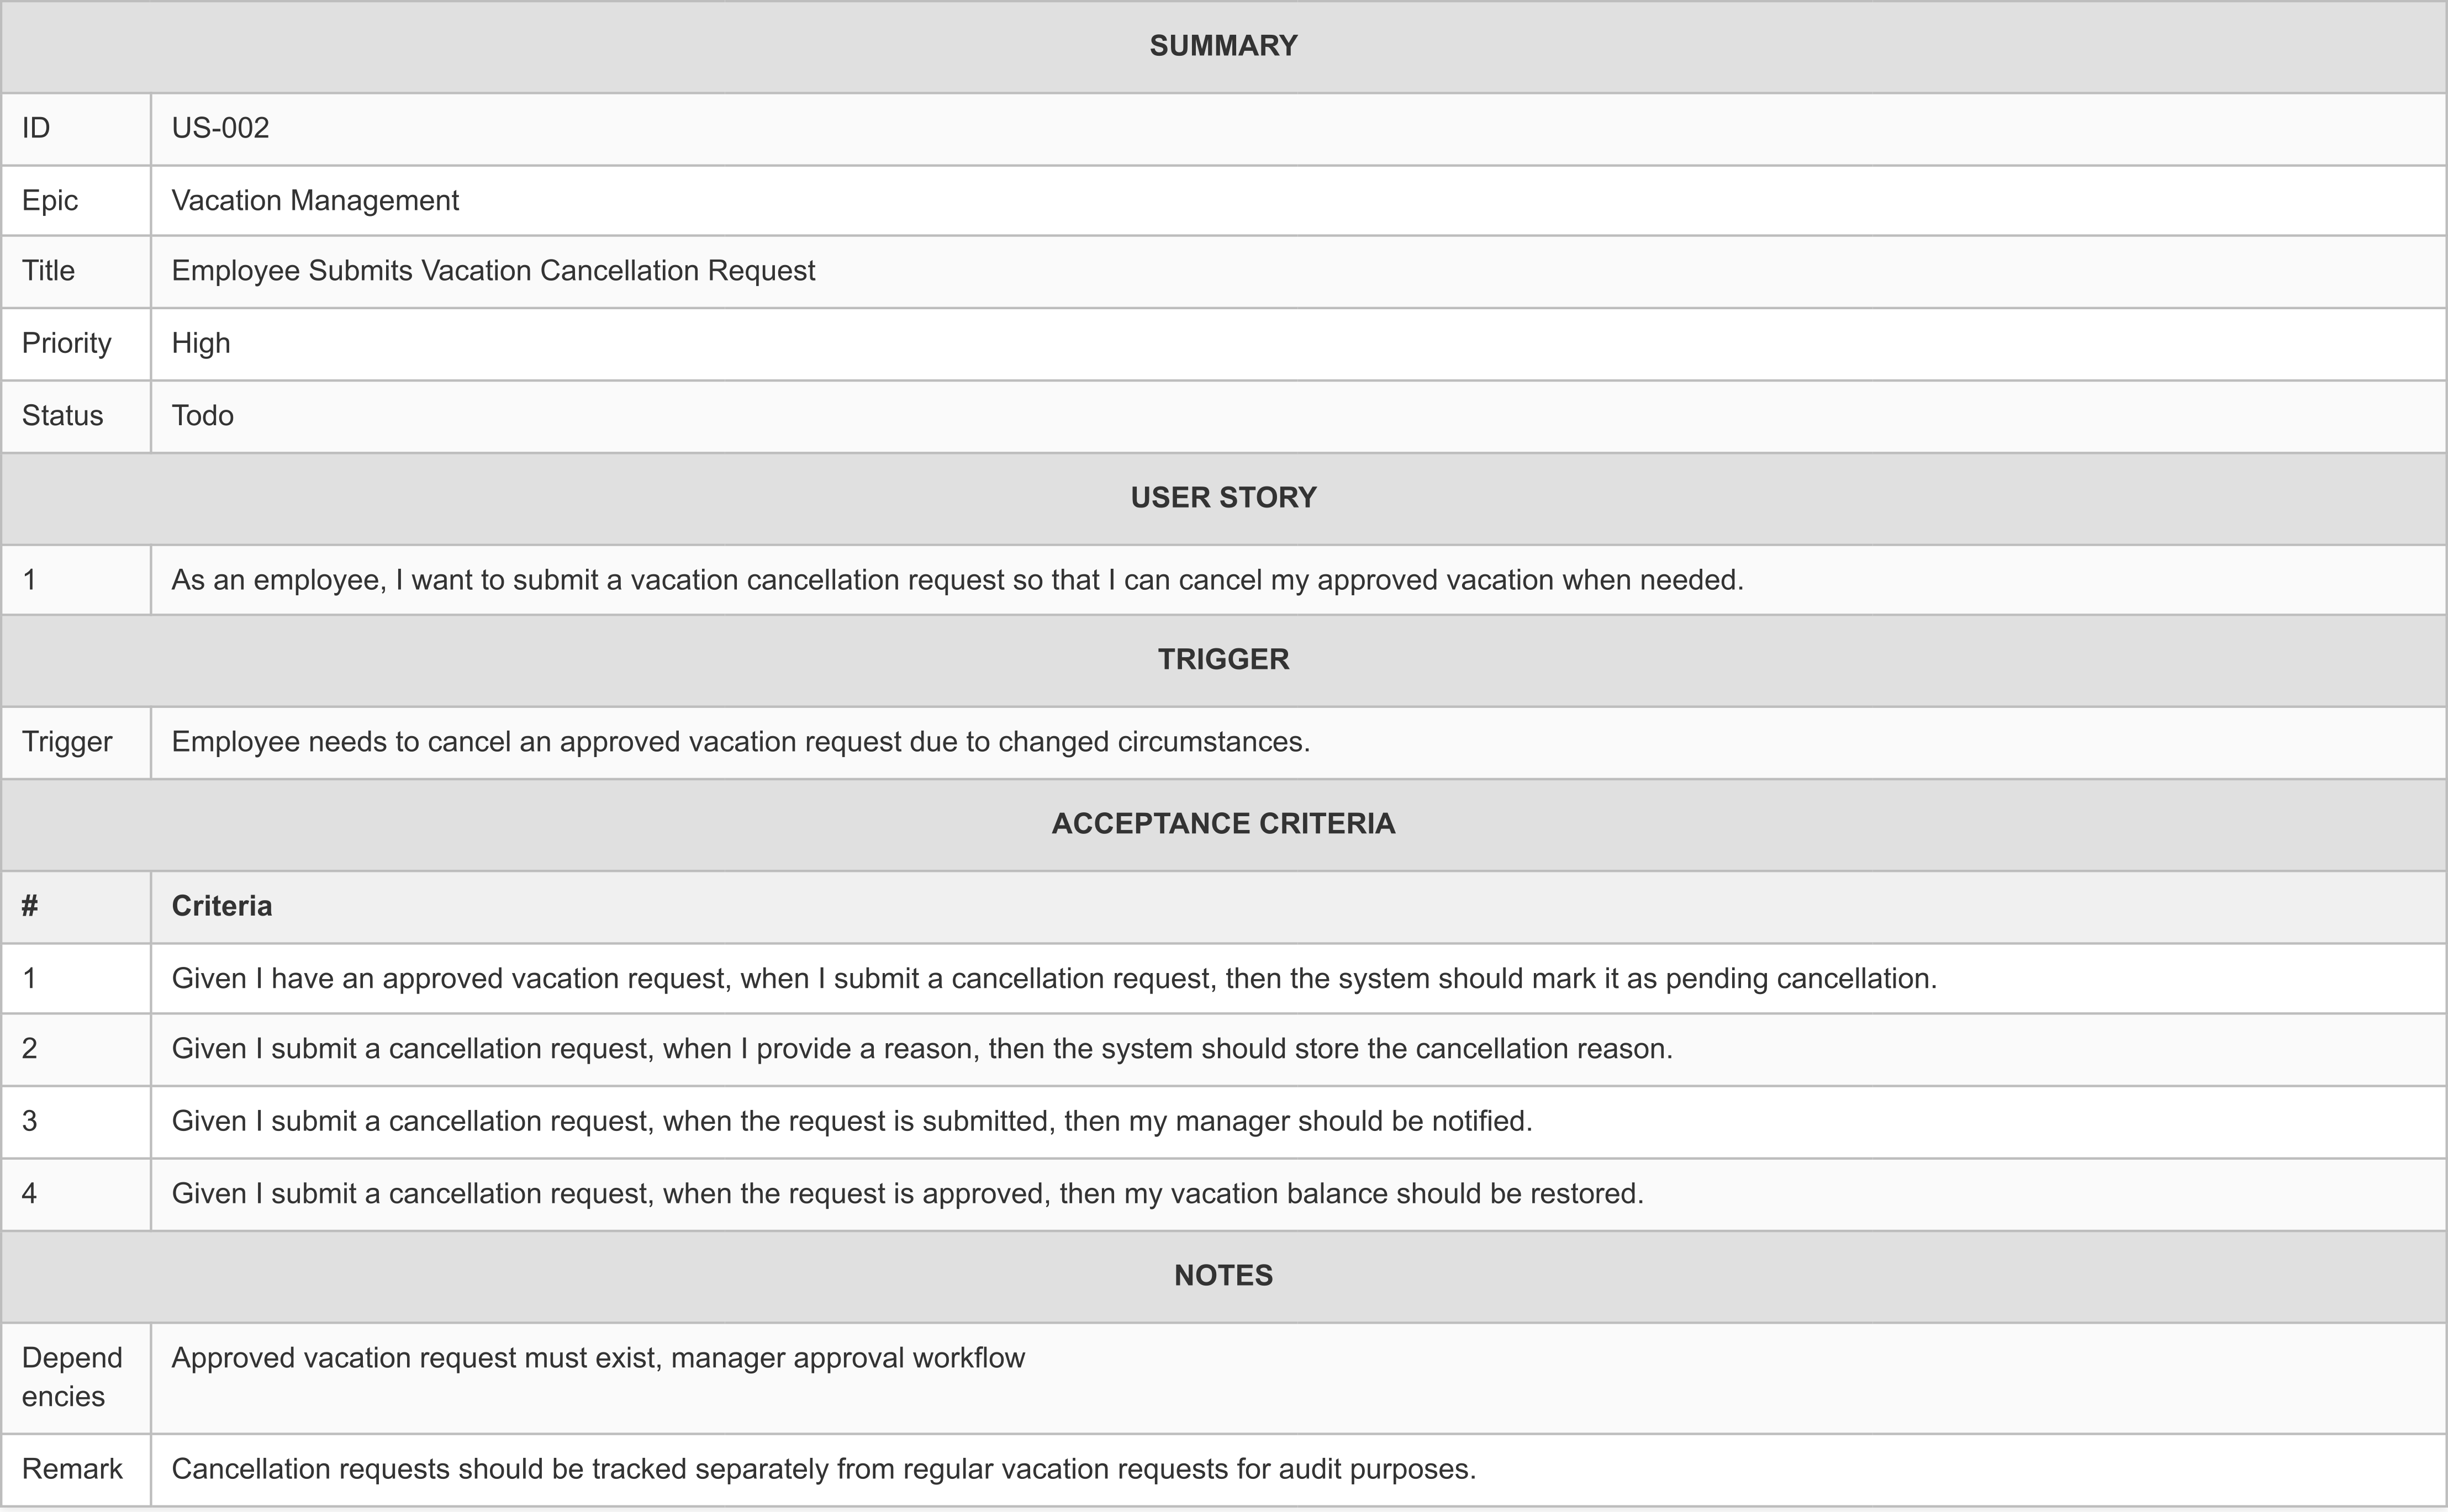 SUMMARY
ID
US-002
Epic
Vacation Management
Title
Employee Submits Vacation Cancellation Request
Priority
High
Status
Todo
USER STORY
1
As an employee, I want to submit a vacation cancellation request so that I can cancel my approved vacation when needed.
TRIGGER
Trigger
Employee needs to cancel an approved vacation request due to changed circumstances.
ACCEPTANCE CRITERIA
#
Criteria
1
Given I have an approved vacation request, when I submit a cancellation request, then the system should mark it as pending cancellation.
2
Given I submit a cancellation request, when I provide a reason, then the system should store the cancellation reason.
3
Given I submit a cancellation request, when the request is submitted, then my manager should be notified.
4
Given I submit a cancellation request, when the request is approved, then my vacation balance should be restored.
NOTES
Depend
encies
Approved vacation request must exist, manager approval workflow
Remark
Cancellation requests should be tracked separately from regular vacation requests for audit purposes.